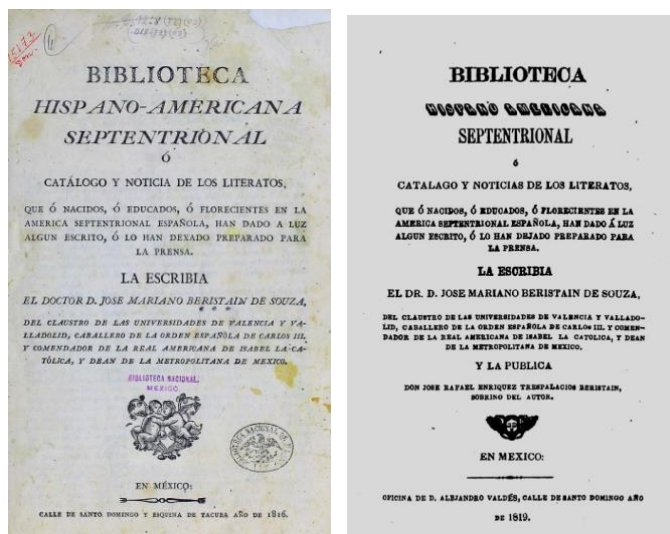 BIBLIOTECA
HISPANO-AMERICANA
SEPTENTRIONAL
Ó
CATÁLOGO Y NOTICIA DE LOS LITERATOS,
QUE Ó NACIDOS, Ó EDUCADOS, Ó FLORECIENTES EN LA
AMERICA SEPTENTRIONAL ESPAÑOLA, HAN DADO A LUZ
ALGUN ESCRITO, Ó LO HAN DEXADO PREPARADO PARA
LA PRENSA.
LA ESCRIBIA
EL DOCTOR D. JOSE MARIANO BERISTAIN DE SOUZA,
DEL CLAUSTRO DE LAS UNIVERSIDADES DE VALENCIA Y VA-
LLADOLID, CABALLERO DE LA ORDEN ESPAÑOLA DE CARLOS III.
Y COMENDADOR DE LA REAL AMERICANA DE ISABEL LA CA-
TÓLICA, Y DEAN DE LA METROPOLITANA DE MEXICO.
BIBLIOTECA NACIONAL
MEXICO
EN MÉXICO:
CALLE DE SANTO DOMINGO Y ESQUINA DE TACUBA AÑO DE 1816.
BIBLIOTECA
HISPANO AMERICANA
SEPTENTRIONAL
ó
CATALAGO Y NOTICIAS DE LOS LITERATOS,
QUE Ó NACIDOS, Ó EDUCADOS, Ó FLORECIENTES EN LA
AMERICA SEPTENTRIONAL ESPAÑOLA, HAN DADO Á LUZ
ALGUN ESCRITO, Ó LO HAN DEJADO PREPARADO PARA
LA PRENSA.
LA ESCRIBIA
EL DR. D. JOSE MARIANO BERISTAIN DE SOUZA,
DEL CLAUSTRO DE LAS UNIVERSIDADES DE VALENCIA Y VALLADO-
LID, CABALLERO DE LA ORDEN ESPAÑOLA DE CARLOS III. Y COMEN-
DADOR DE LA REAL AMERICANA DE ISABEL LA CATOLICA, Y DEAN
DE LA METROPOLITANA DE MEXICO.
Y LA PUBLICA
DON JOSE RAFAEL ENRIQUEZ TRESPALACIOS BERISTAIN,
SOBRINO DEL AUTOR.
EN MEXICO:
OFICINA DE D. ALEJANDRO VALDÉS, CALLE DE SANTO DOMINGO AÑO
DE 1819.